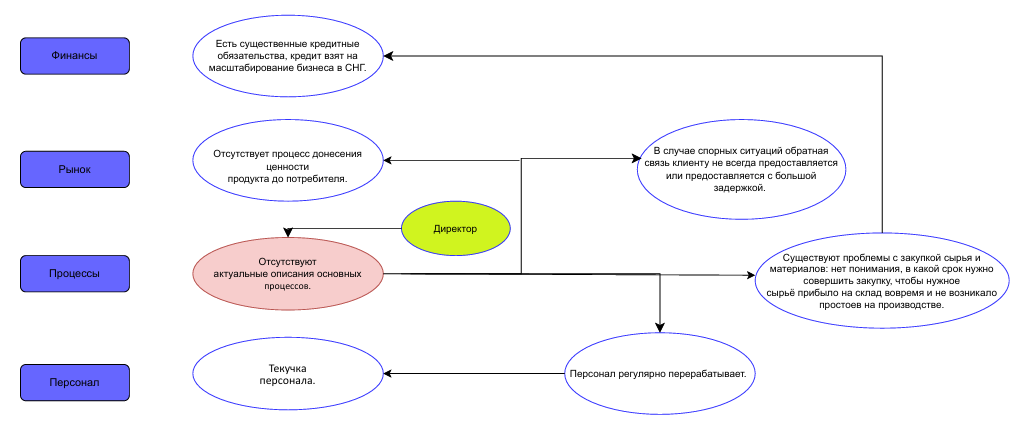 Финансы
Есть существенные кредитные
обязательства, кредит взят на
масштабирование бизнеса в СНГ.
Рынок
Отсутствует процесс донесения
ценности
продукта до потребителя.
В случае спорных ситуаций обратная
связь клиенту не всегда предоставляется
или предоставляется с большой
задержкой.
Директор
Процессы
Отсутствуют
актуальные описания основных
процессов.
Существуют проблемы с закупкой сырья и
материалов: нет понимания, в какой срок нужно
совершить закупку, чтобы нужное
сырьё прибыло на склад вовремя и не возникало
простоев на производстве.
Персонал
Текучка
персонала.
Персонал регулярно перерабатывает.